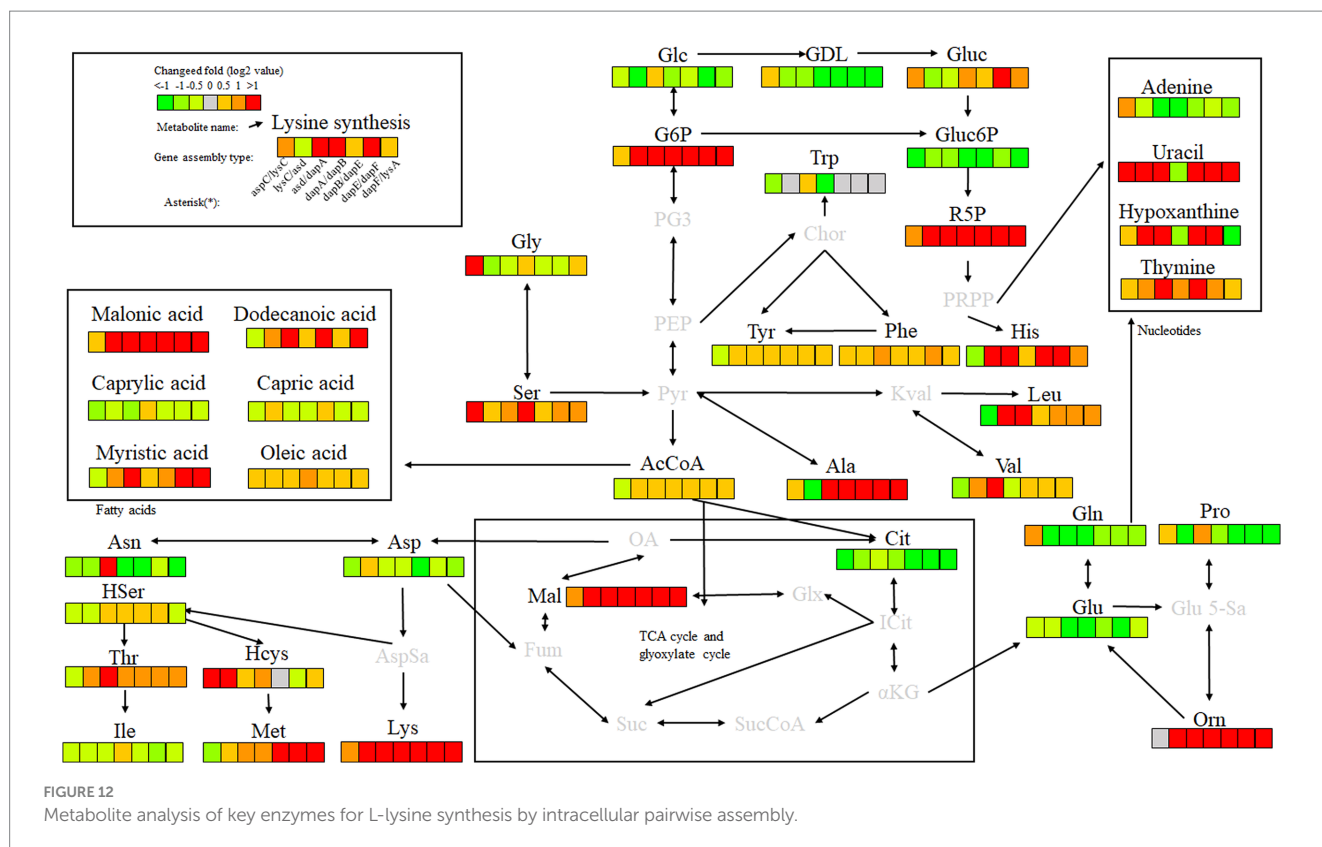 Changeed fold (log2 value)
<-1 -1-0.5 0 0.5 1 >1
Metabolite name:
Lysine synthesis
Gene assembly type:
aspC/lysC
lysC/asd
asd/dapA
dapA/dapB
dapB/dapE
dapE/dapF
dapF/lysA
Asterisk(*):
Glc
GDL
Gluc
G6P
Gluc6P
Trp
PG3
Chor
R5P
Gly
PEP
PRPP
Tyr
Phe
His
Adenine
Uracil
Hypoxanthine
Thymine
Nucleotides
Malonic acid
Dodecanoic acid
Caprylic acid
Capric acid
Myristic acid
Oleic acid
Fatty acids
Ser
Pyr
Kval
Leu
AcCoA
Ala
Val
Gln
Pro
Asn
Asp
OA
Cit
HSer
Mal
Glx
Glu
Glu 5-Sa
ICit
TCA cycle and
glyoxylate cycle
Thr
Hcys
AspSa
Fum
Ile
Met
Lys
Suc
SucCoA
αKG
Orn
FIGURE 12
Metabolite analysis of key enzymes for L-lysine synthesis by intracellular pairwise assembly.